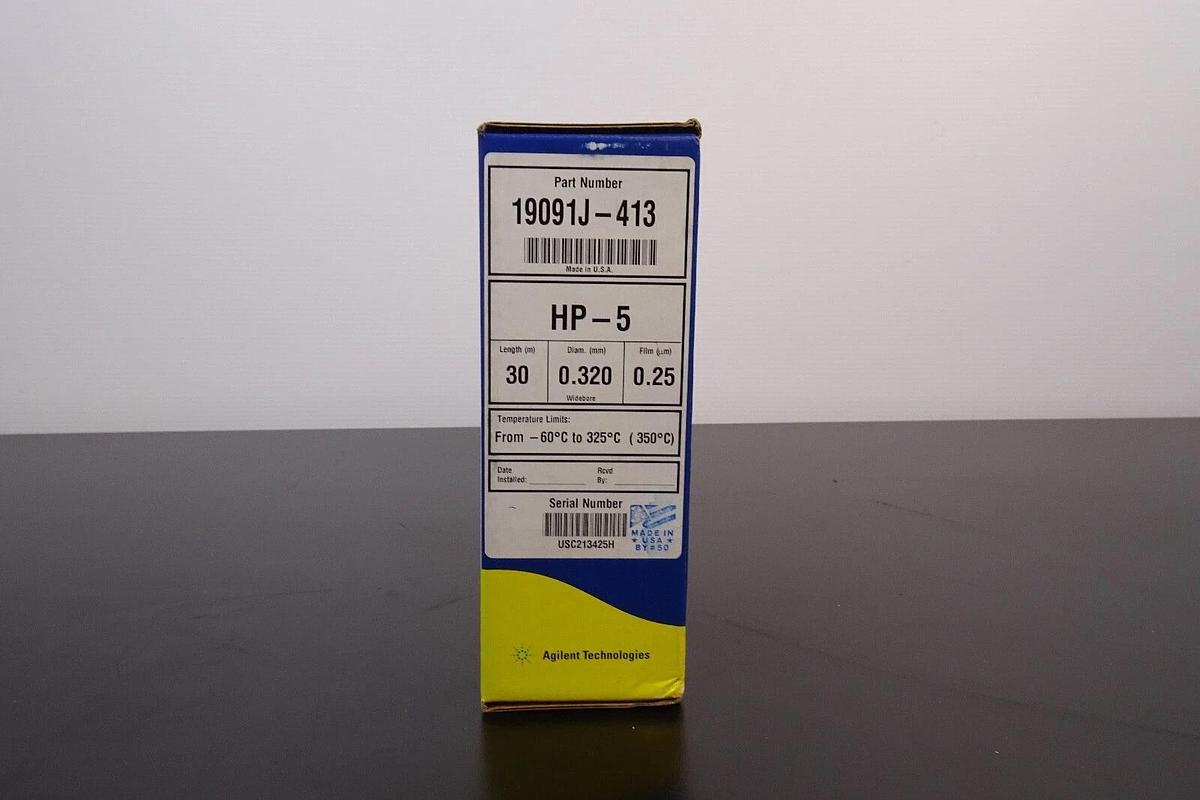 Part Number
19091J–413
Made in U.S.A.
HP–5
Length (m) Diam. (mm) Film (µm)
30 0.320 0.25
Widebore
Temperature Limits:
From –60°C to 325°C (350°C)
Date Rcvd
Installed: By:
Serial Number
USC213425H
MADE IN
★ USA ★
BY#50
Agilent Technologies